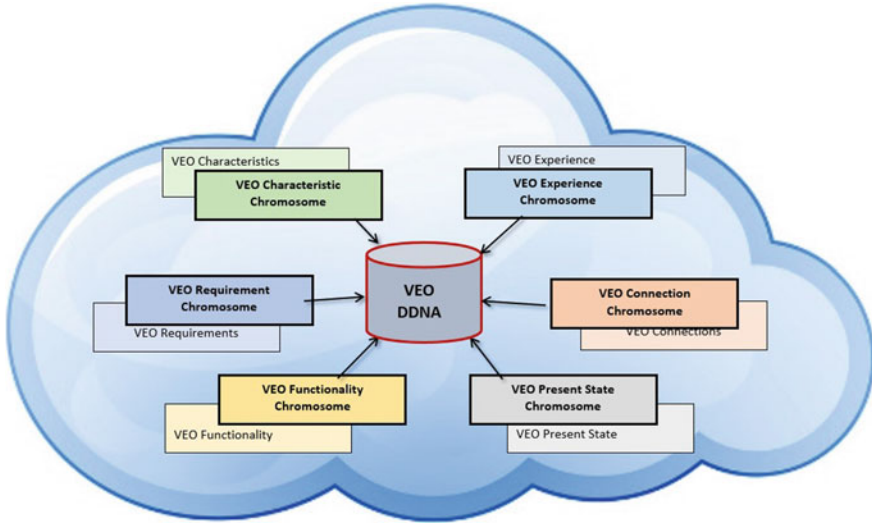 VEO Characteristics
VEO Characteristic
Chromosome
VEO Experience
VEO Experience
Chromosome
VEO Requirement
Chromosome
VEO Requirements
VEO
DDNA
VEO Connection
Chromosome
VEO Connections
VEO Functionality
Chromosome
VEO Functionality
VEO Present State
Chromosome
VEO Present State